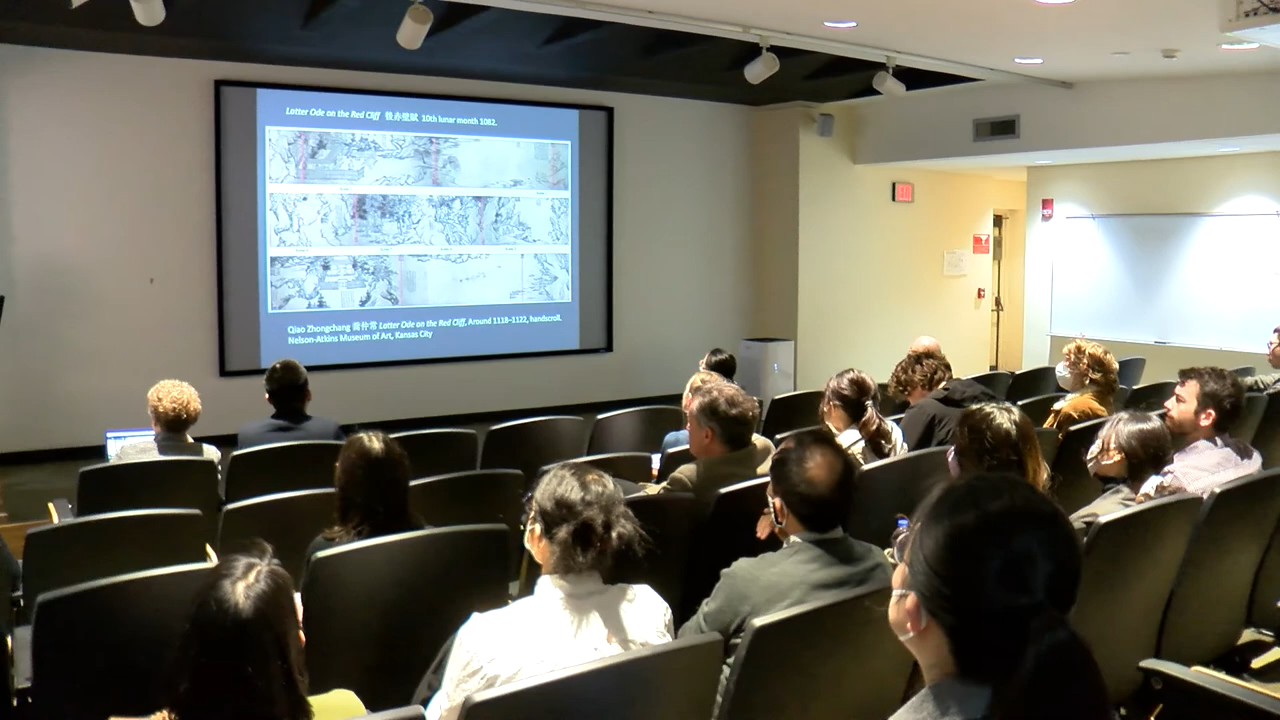 Latter Ode on the Red Cliff 後赤壁賦 10th lunar month 1082.
Qiao Zhongchang 喬仲常 Latter Ode on the Red Cliff, Around 1118–1122, handscroll.
Nelson-Atkins Museum of Art, Kansas City
EXIT